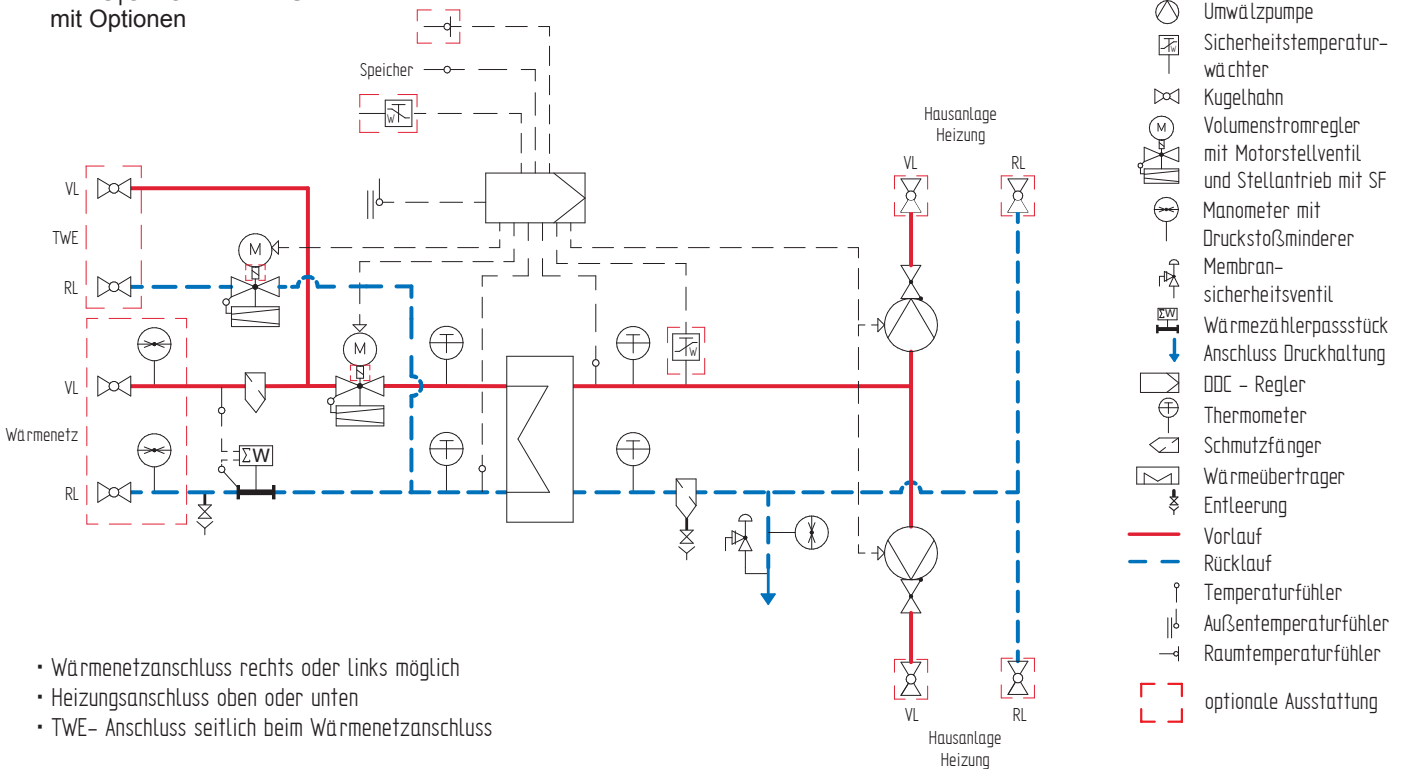 mit Optionen
Speicher
W
VL
TWE
RL
M
VL
Wärmenetz
RL
M
ΣW
T
T
T
T
W
Hausanlage
Heizung
VL
RL
VL
RL
Hausanlage
Heizung
• Wärmenetzanschluss rechts oder links möglich
• Heizungsanschluss oben oder unten
• TWE- Anschluss seitlich beim Wärmenetzanschluss
Umwälzpumpe
W
Sicherheitstemperatur-
wächter
Kugelhahn
M
Volumenstromregler
mit Motorstellventil
und Stellantrieb mit SF
Manometer mit
Druckstoßminderer
Membran-
sicherheitsventil
ΣW
Wärmezählerpassstück
Anschluss Druckhaltung
DDC - Regler
T
Thermometer
Schmutzfänger
Wärmeübertrager
Entleerung
Vorlauf
Rücklauf
Temperaturfühler
Außentemperaturfühler
Raumtemperaturfühler
optionale Ausstattung